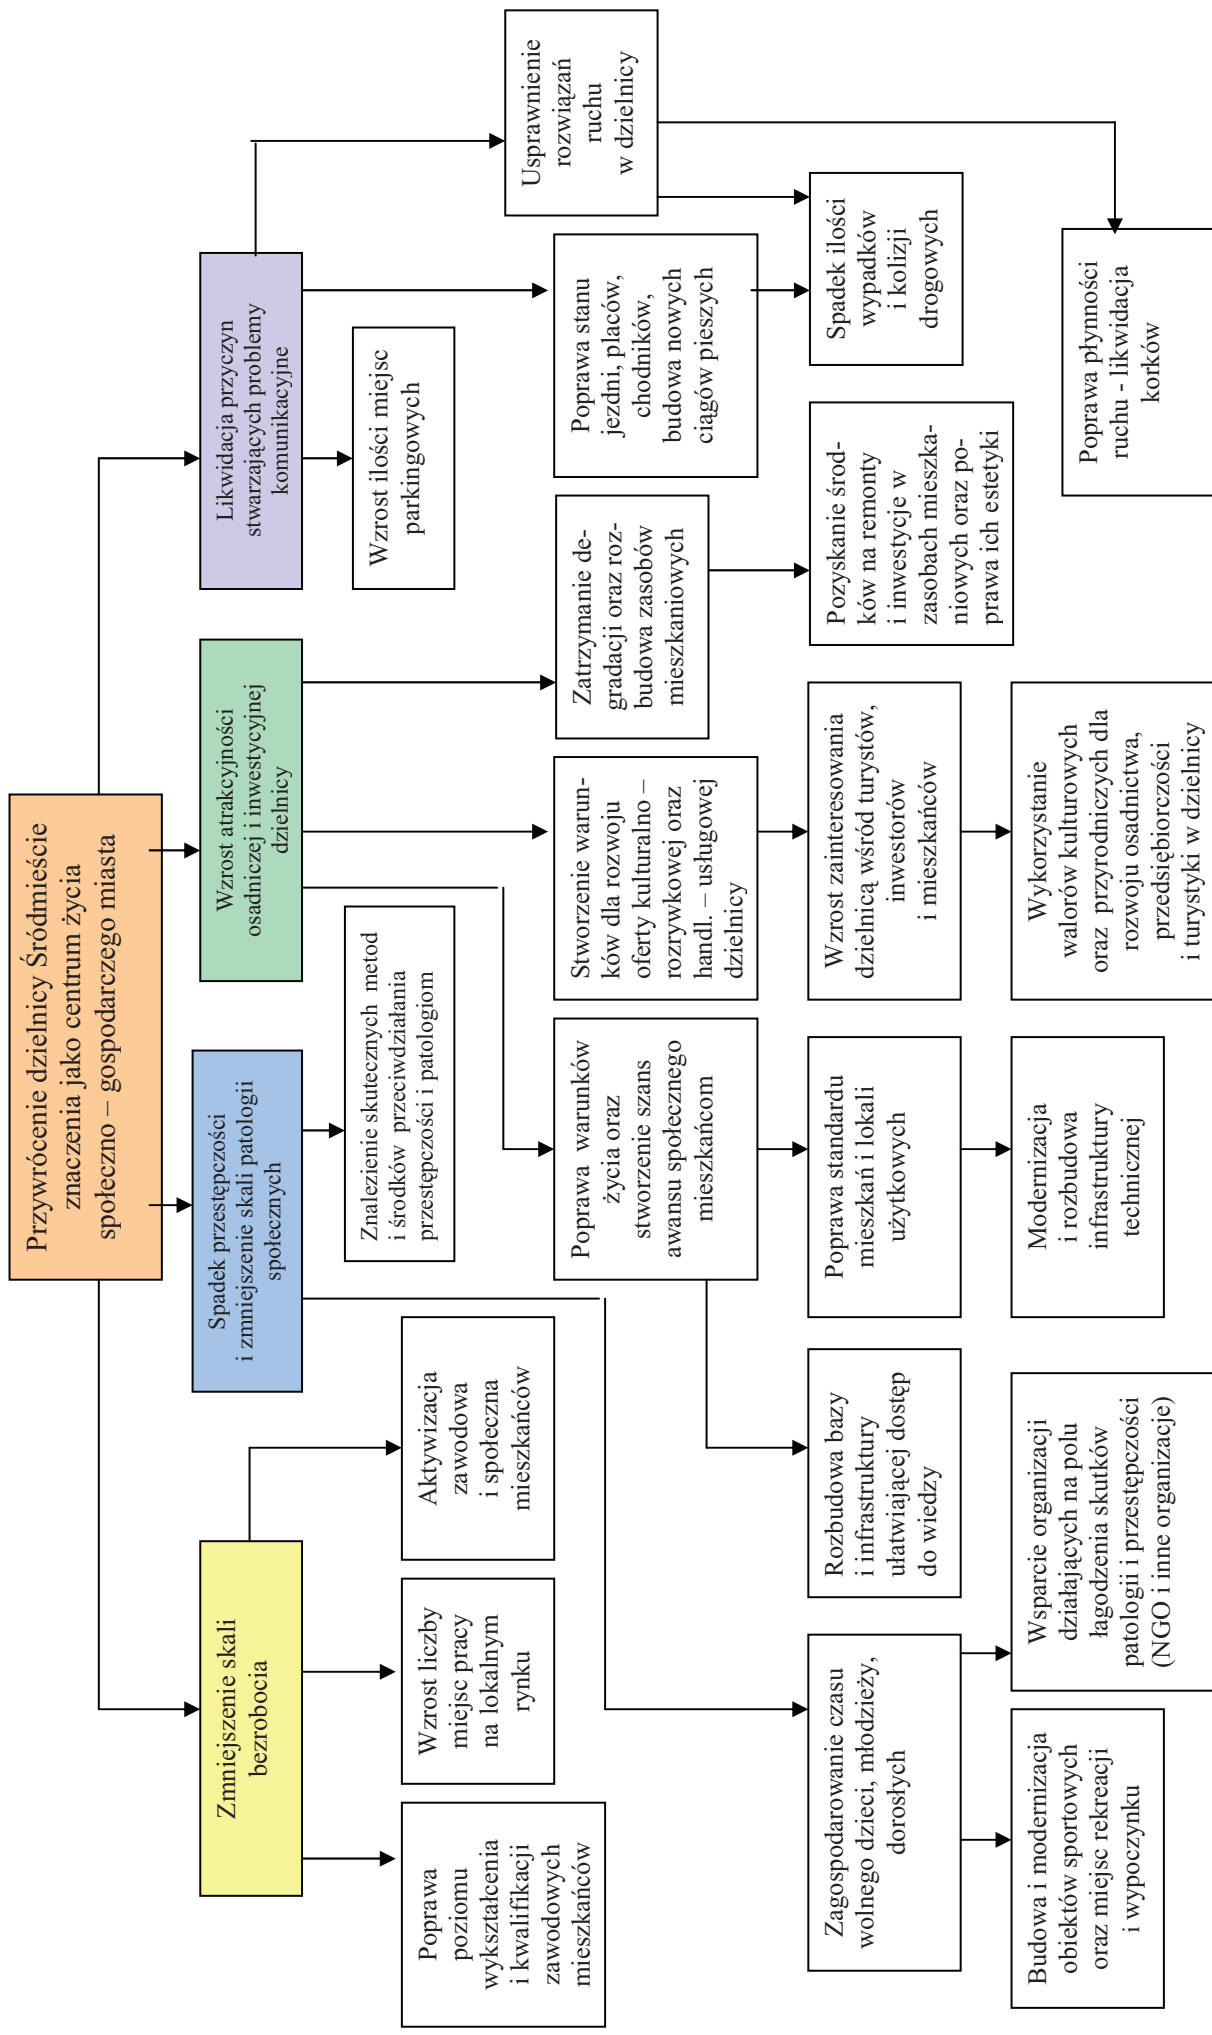 Przywrócenie dzielnicy Śródmieście
znaczenia jako centrum życia
społeczno – gospodarczego miasta
Zmniejszenie skali
bezrobocia
Spadek przestępczości
i zmniejszenie skali patologii
społecznych
Wzrost atrakcyjności
osadniczej i inwestycyjnej
dzielnicy
Likwidacja przyczyn
stwarzających problemy
komunikacyjne
Znalezienie skutecznych metod
i środków przeciwdziałania
przestępczości i patologiom
Wzrost ilości miejsc
parkingowych
Poprawa
poziomu
wykształcenia
i kwalifikacji
zawodowych
mieszkańców
Wzrost liczby
miejsc pracy
na lokalnym
rynku
Aktywizacja
zawodowa
i społeczna
mieszkańców
Poprawa warunków
życia oraz
stworzenie szans
awansu społecznego
mieszkańcom
Stworzenie warun-
ków dla rozwoju
oferty kulturalno –
rozrywkowej oraz
handl. – usługowej
dzielnicy
Zatrzymanie de-
gradacji oraz roz-
budowa zasobów
mieszkaniowych
Poprawa stanu
jezdni, placów,
chodników,
budowa nowych
ciągów pieszych
Usprawnienie
rozwiązań
ruchu
w dzielnicy
Zagospodarowanie czasu
wolnego dzieci, młodzieży,
dorosłych
Rozbudowa bazy
i infrastruktury
ułatwiającej dostęp
do wiedzy
Poprawa standardu
mieszkań i lokali
użytkowych
Wzrost zainteresowania
dzielnicą wśród turystów,
inwestorów
i mieszkańców
Pozyskanie środ-
ków na remonty
i inwestycje w
zasobach mieszka-
niowych oraz po-
prawa ich estetyki
Spadek ilości
wypadków
i kolizji
drogowych
Budowa i modernizacja
obiektów sportowych
oraz miejsc rekreacji
i wypoczynku
Wsparcie organizacji
działających na polu
łagodzenia skutków
patologii i przestępczości
(NGO i inne organizacje)
Modernizacja
i rozbudowa
infrastruktury
technicznej
Wykorzystanie
walorów kulturowych
oraz przyrodniczych dla
rozwoju osadnictwa,
przedsiębiorczości
i turystyki w dzielnicy
Poprawa płynności
ruchu - likwidacja
korków